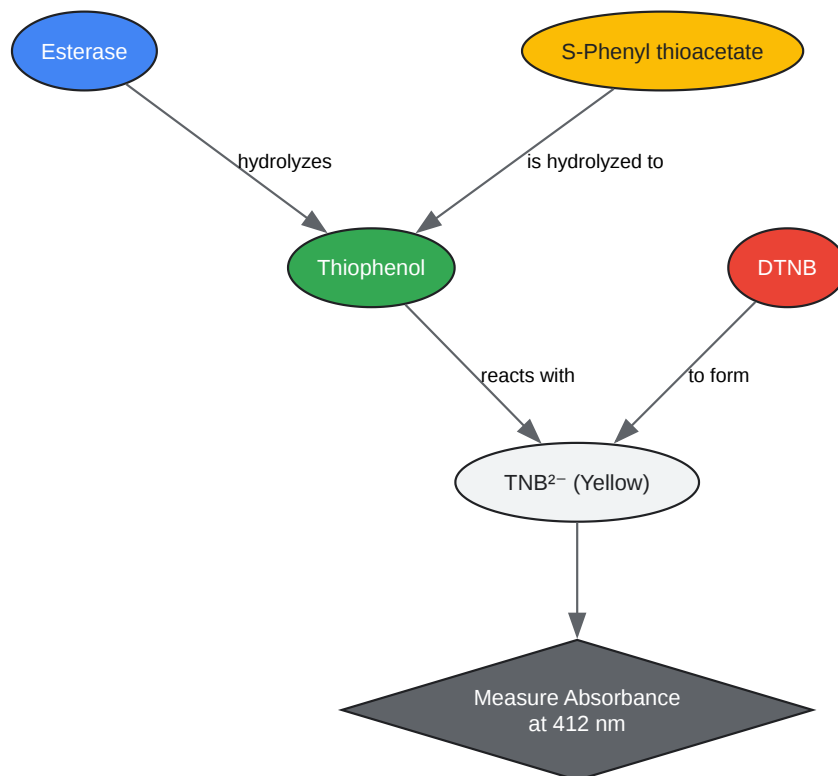 Esterase
S-Phenyl thioacetate
hydrolyzes
is hydrolyzed to
Thiophenol
DTNB
reacts with
to form
TNB²⁻ (Yellow)
Measure Absorbance
at 412 nm